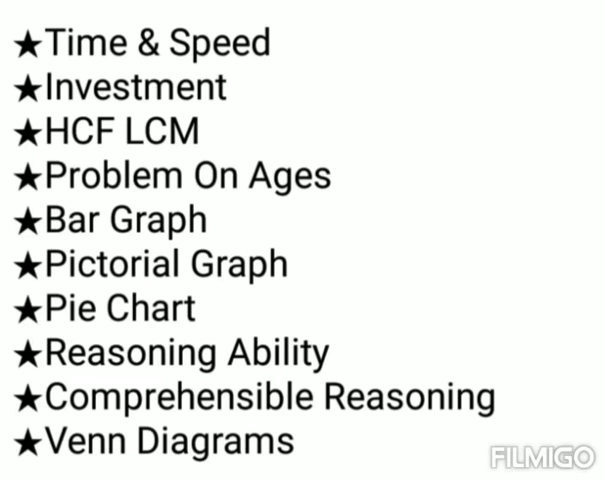 ★Time & Speed
★Investment
★HCF LCM
★Problem On Ages
★Bar Graph
★Pictorial Graph
★Pie Chart
★Reasoning Ability
★Comprehensible Reasoning
★Venn Diagrams
FILMIGO